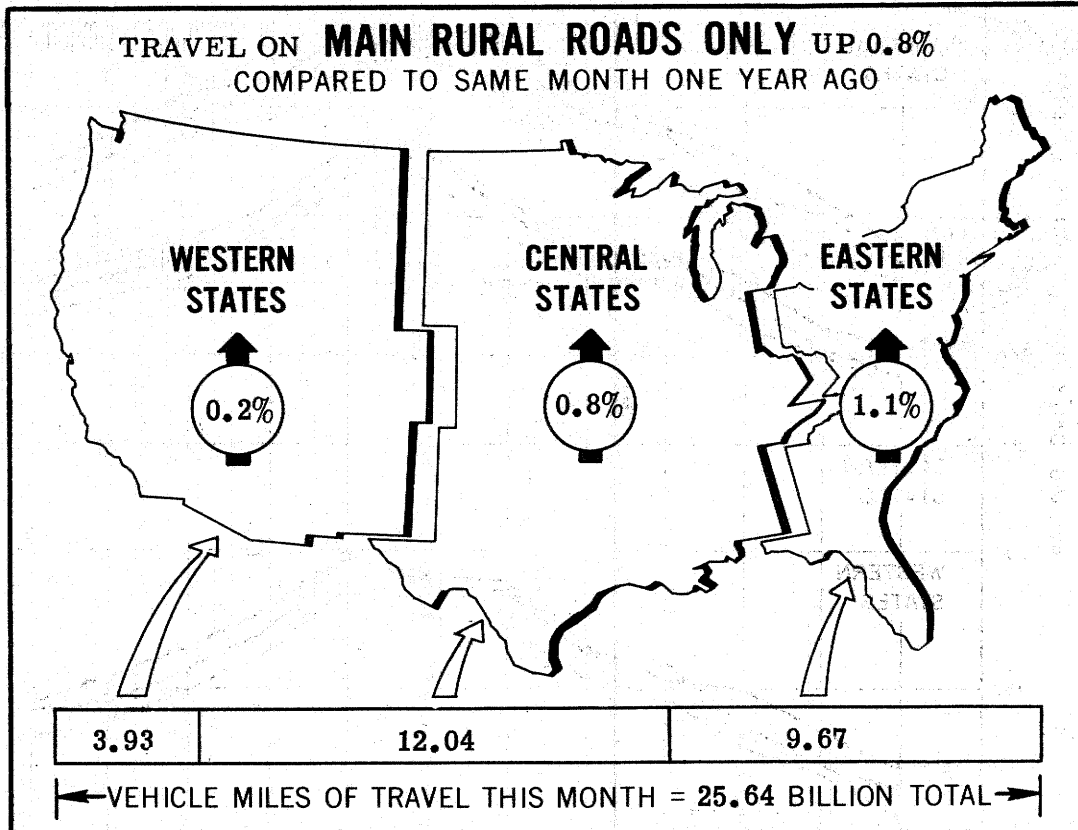 TRAVEL ON MAIN RURAL ROADS ONLY UP 0.8%
COMPARED TO SAME MONTH ONE YEAR AGO
WESTERN
STATES
0.2%
CENTRAL
STATES
0.8%
EASTERN
STATES
1.1%
3.93 12.04 9.67
VEHICLE MILES OF TRAVEL THIS MONTH = 25.64 BILLION TOTAL